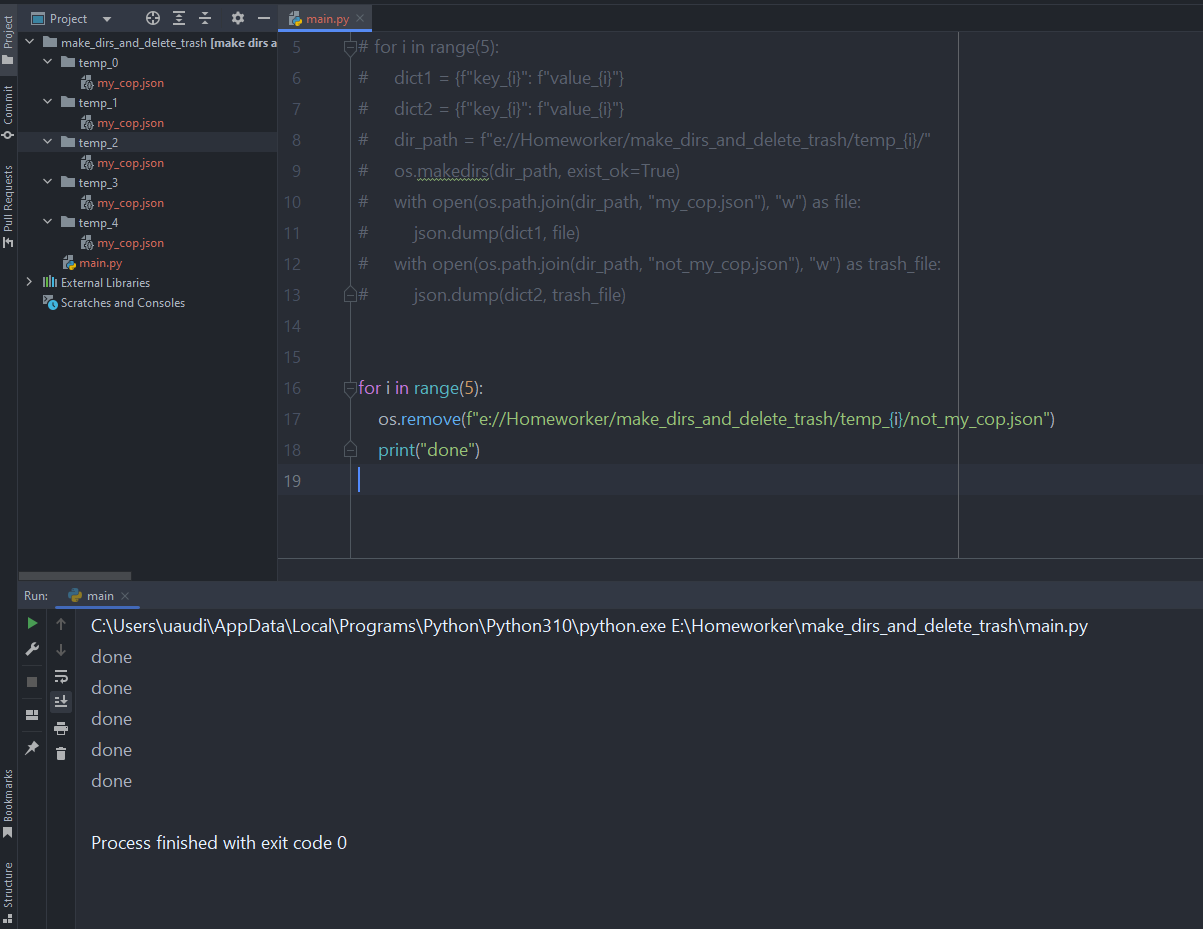 Project
main.py
make_dirs_and_delete_trash [make dirs a
temp_0
my_cop.json
temp_1
my_cop.json
temp_2
my_cop.json
temp_3
my_cop.json
temp_4
my_cop.json
main.py
External Libraries
Scratches and Consoles
Project
Commit
Pull Requests
Bookmarks
Structure
5 # for i in range(5):
6 #     dict1 = {f"key_{i}": f"value_{i}"}
7 #     dict2 = {f"key_{i}": f"value_{i}"}
8 #     dir_path = f"e://Homeworker/make_dirs_and_delete_trash/temp_{i}/"
9 #     os.makedirs(dir_path, exist_ok=True)
10 #     with open(os.path.join(dir_path, "my_cop.json"), "w") as file:
11 #         json.dump(dict1, file)
12 #     with open(os.path.join(dir_path, "not_my_cop.json"), "w") as trash_file:
13 #         json.dump(dict2, trash_file)
14
15
16 for i in range(5):
17     os.remove(f"e://Homeworker/make_dirs_and_delete_trash/temp_{i}/not_my_cop.json")
18     print("done")
19
Run: main
C:\Users\uaudi\AppData\Local\Programs\Python\Python310\python.exe E:\Homeworker\make_dirs_and_delete_trash\main.py
done
done
done
done
done
Process finished with exit code 0